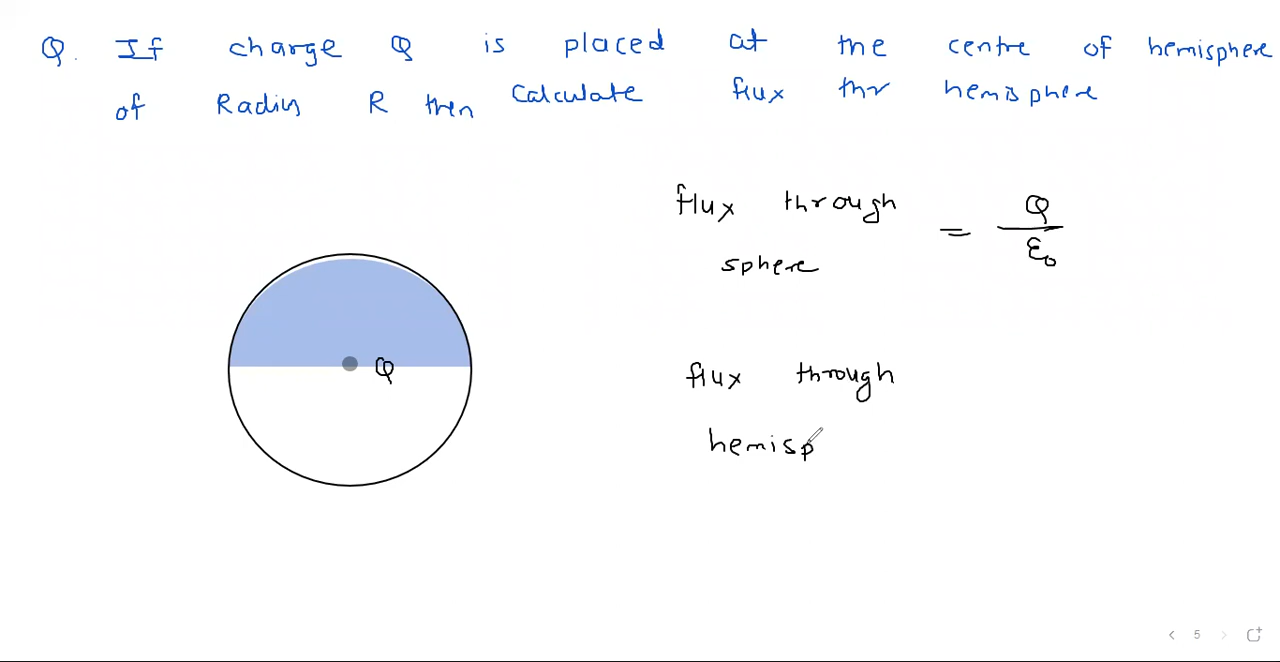 Q. If charge Q is placed at the centre of hemisphere
of Radius R then calculate flux thr hemisphere
flux through
sphere
= Q/ε₀
Q
flux through
hemisp
5